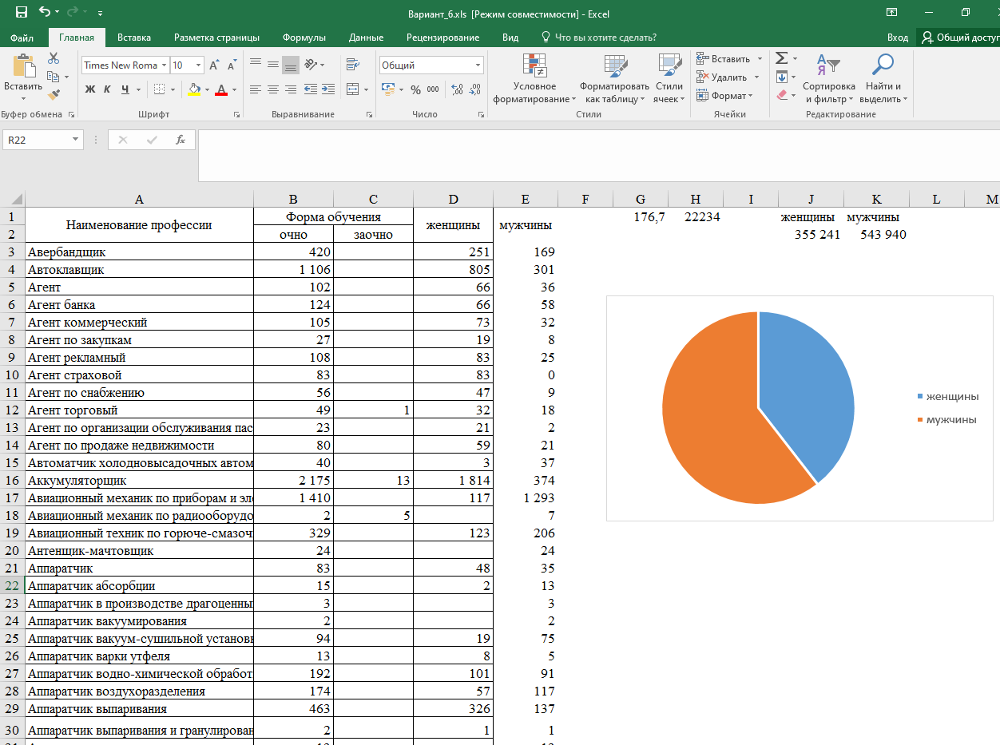 Вариант_6.xls [Режим совместимости] - Excel
Файл Главная Вставка Разметка страницы Формулы Данные Рецензирование Вид Что вы хотите сделать? Вход Общий доступ
Times New Roma 10 Общий
Вставить Ж К Ч % 000 Условное форматирование Форматировать как таблицу Стили ячеек Вставить Удалить Формат Сортировка и фильтр Найти и выделить
Буфер обмена Шрифт Выравнивание Число Стили Ячейки Редактирование
R22 fx
A B C D E F G H I J K L M
1 Наименование профессии Форма обучения женщины мужчины 176,7 22234 женщины мужчины
2 очно заочно 355 241 543 940
3 Авербандщик 420 251 169
4 Автоклавщик 1 106 805 301
5 Агент 102 66 36
6 Агент банка 124 66 58
7 Агент коммерческий 105 73 32
8 Агент по закупкам 27 19 8
9 Агент рекламный 108 83 25
10 Агент страховой 83 83 0
11 Агент по снабжению 56 47 9
12 Агент торговый 49 1 32 18
13 Агент по организации обслуживания пас 23 21 2
14 Агент по продаже недвижимости 80 59 21
15 Автоматчик холодновысадочных автом 40 3 37
16 Аккумуляторщик 2 175 13 1 814 374
17 Авиационный механик по приборам и эл 1 410 117 1 293
18 Авиационный механик по радиооборудо 2 5 7
19 Авиационный техник по горюче-смазоч 329 123 206
20 Антенщик-мачтовщик 24 24
21 Аппаратчик 83 48 35
22 Аппаратчик абсорбции 15 2 13
23 Аппаратчик в производстве драгоценны 3 3
24 Аппаратчик вакуумирования 2 2
25 Аппаратчик вакуум-сушильной установ 94 19 75
26 Аппаратчик варки утфеля 13 8 5
27 Аппаратчик водно-химической обработ 192 101 91
28 Аппаратчик воздухоразделения 174 57 117
29 Аппаратчик выпаривания 463 326 137
30 Аппаратчик выпаривания и гранулирован 2 1 1
женщины
мужчины